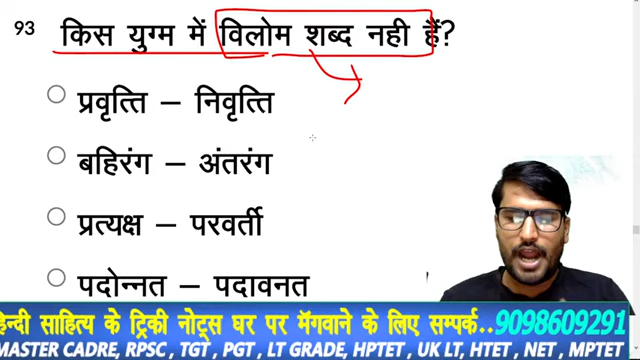 93 किस युग्म में विलोम शब्द नही हैं?
प्रवृत्ति – निवृत्ति
बहिरंग – अंतरंग
प्रत्यक्ष – परवर्ती
पदोन्नत – पदावनत
हिन्दी साहित्य के ट्रिकी नोट्स घर पर मॅगवाने के लिए सम्पर्क..9098609291
MASTER CADRE, RPSC , TGT , PGT , LT GRADE, HPTET , UK LT, HTET , NET , MPTET